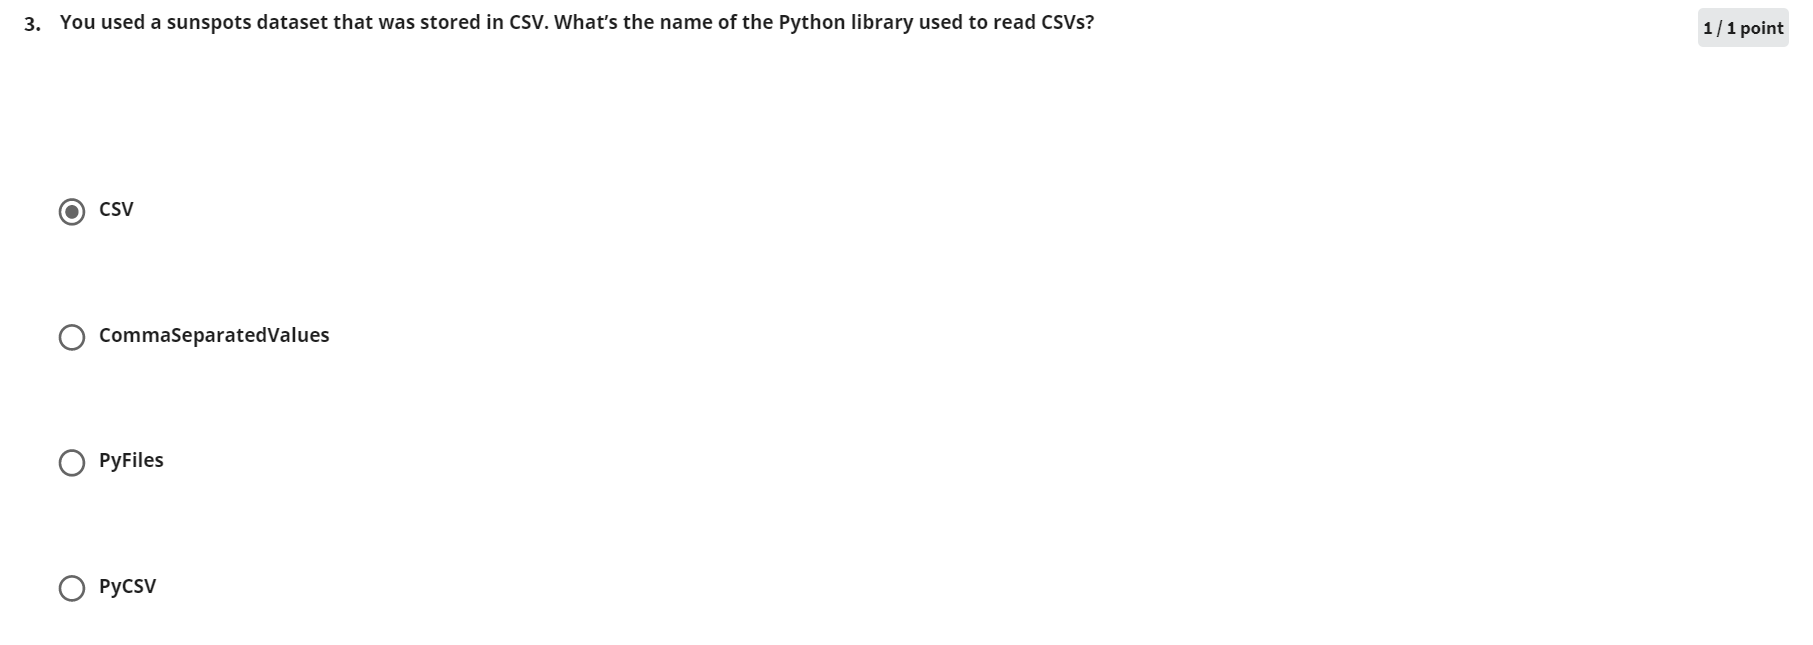 3. You used a sunspots dataset that was stored in CSV. What’s the name of the Python library used to read CSVs?
1 / 1 point
CSV
CommaSeparatedValues
PyFiles
PyCSV